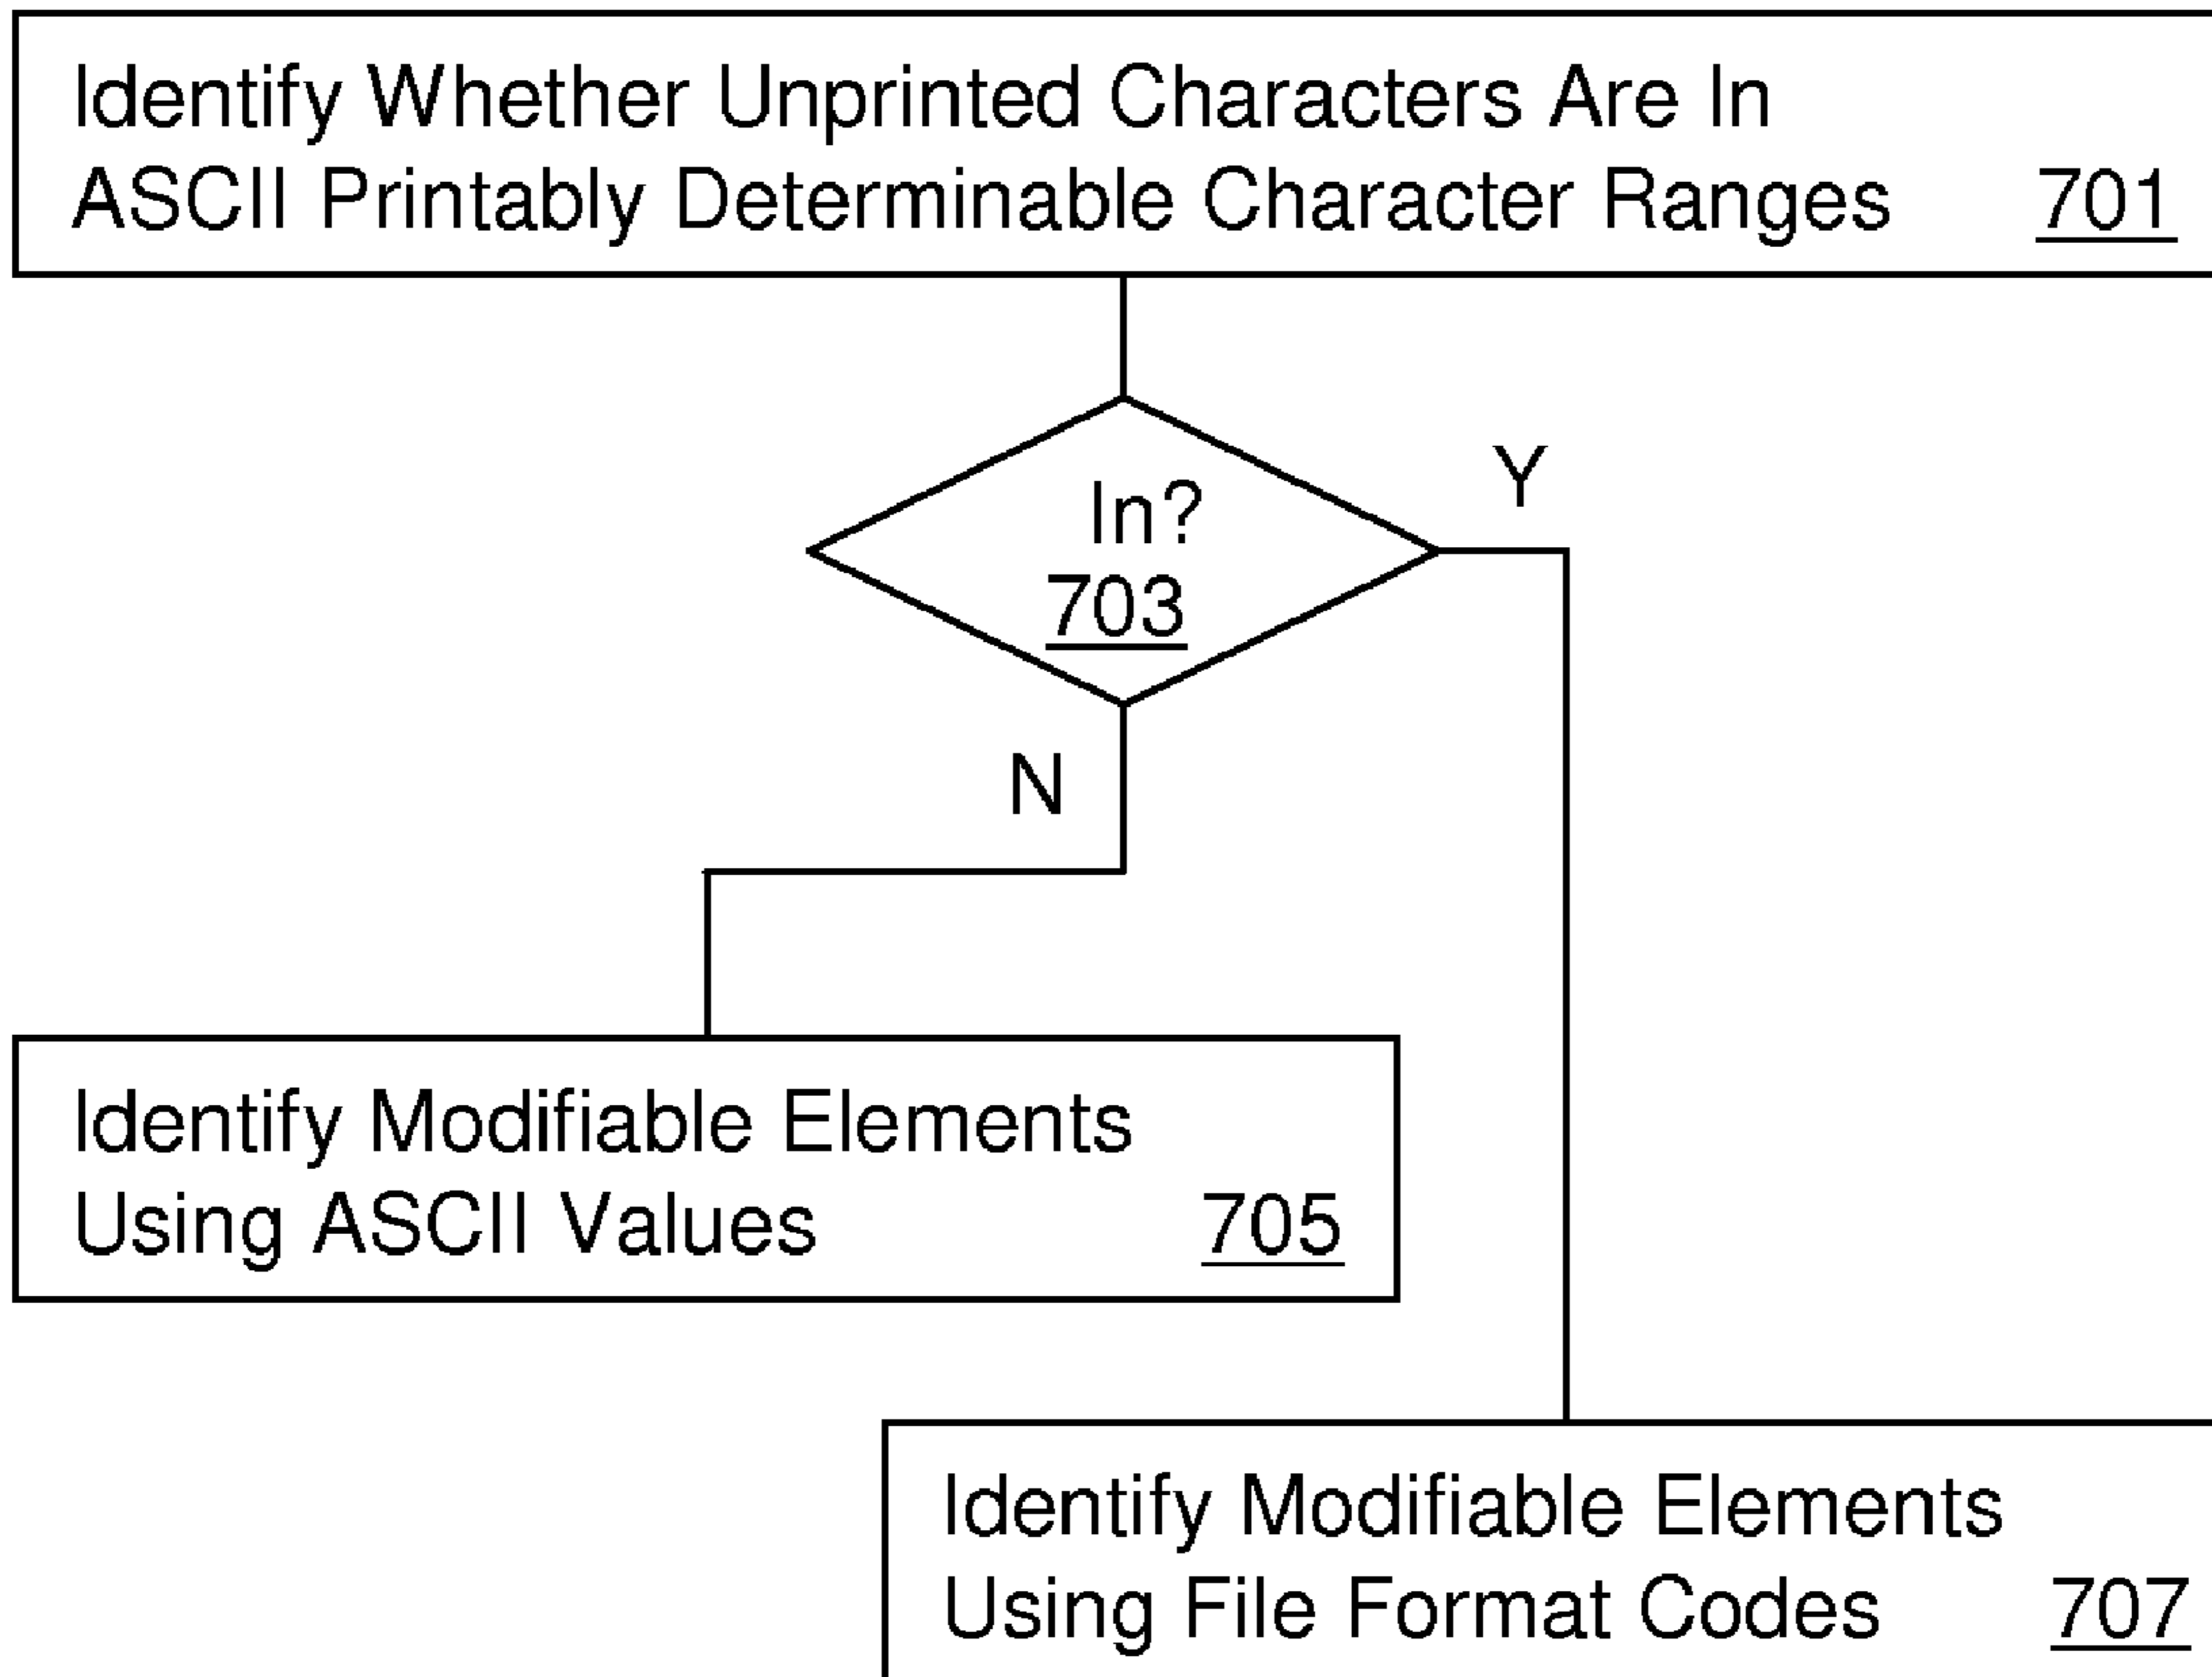 Identify Whether Unprinted Characters Are In
ASCII Printably Determinable Character Ranges 701
In?
703
Y
N
Identify Modifiable Elements
Using ASCII Values 705
Identify Modifiable Elements
Using File Format Codes 707